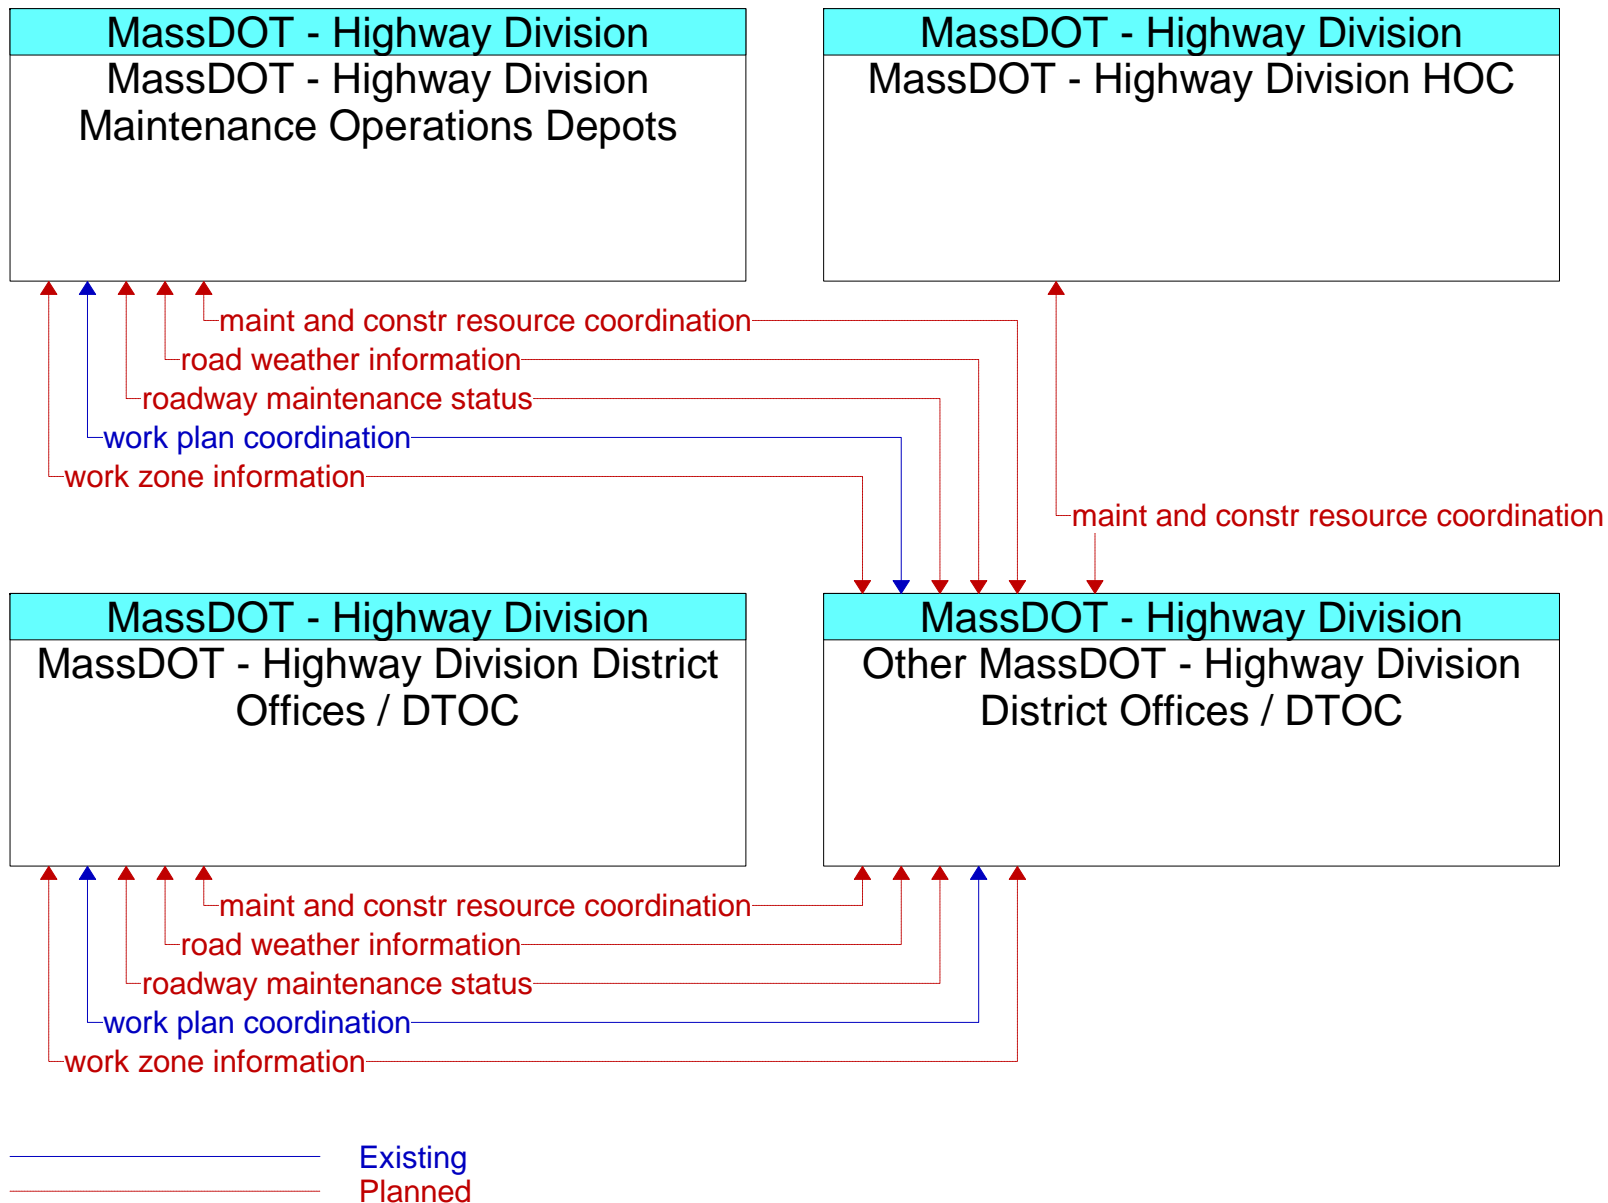 MassDOT - Highway Division
MassDOT - Highway Division
Maintenance Operations Depots
MassDOT - Highway Division
MassDOT - Highway Division HOC
maint and constr resource coordination
road weather information
roadway maintenance status
work plan coordination
work zone information
maint and constr resource coordination
MassDOT - Highway Division
MassDOT - Highway Division District
Offices / DTOC
MassDOT - Highway Division
Other MassDOT - Highway Division
District Offices / DTOC
maint and constr resource coordination
road weather information
roadway maintenance status
work plan coordination
work zone information
Existing
Planned